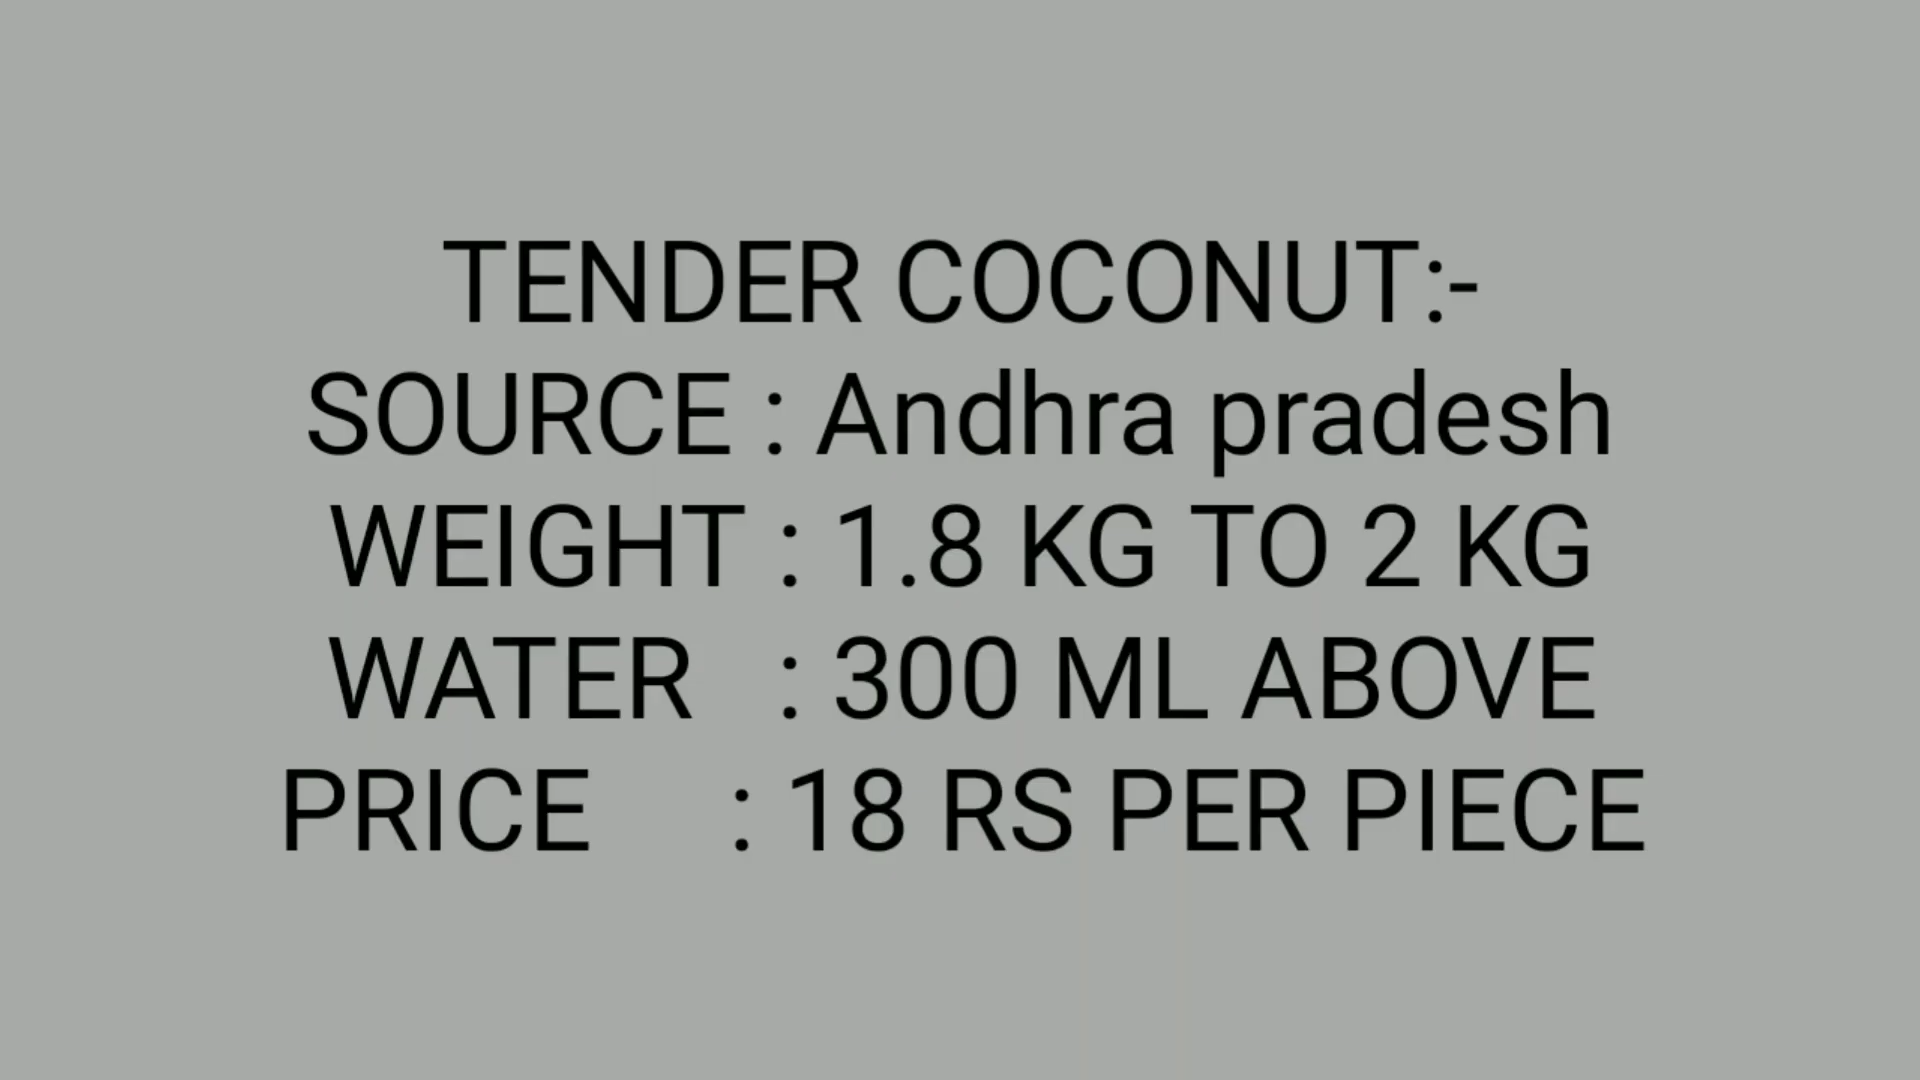 TENDER COCONUT:-
SOURCE : Andhra pradesh
WEIGHT : 1.8 KG TO 2 KG
WATER : 300 ML ABOVE
PRICE : 18 RS PER PIECE